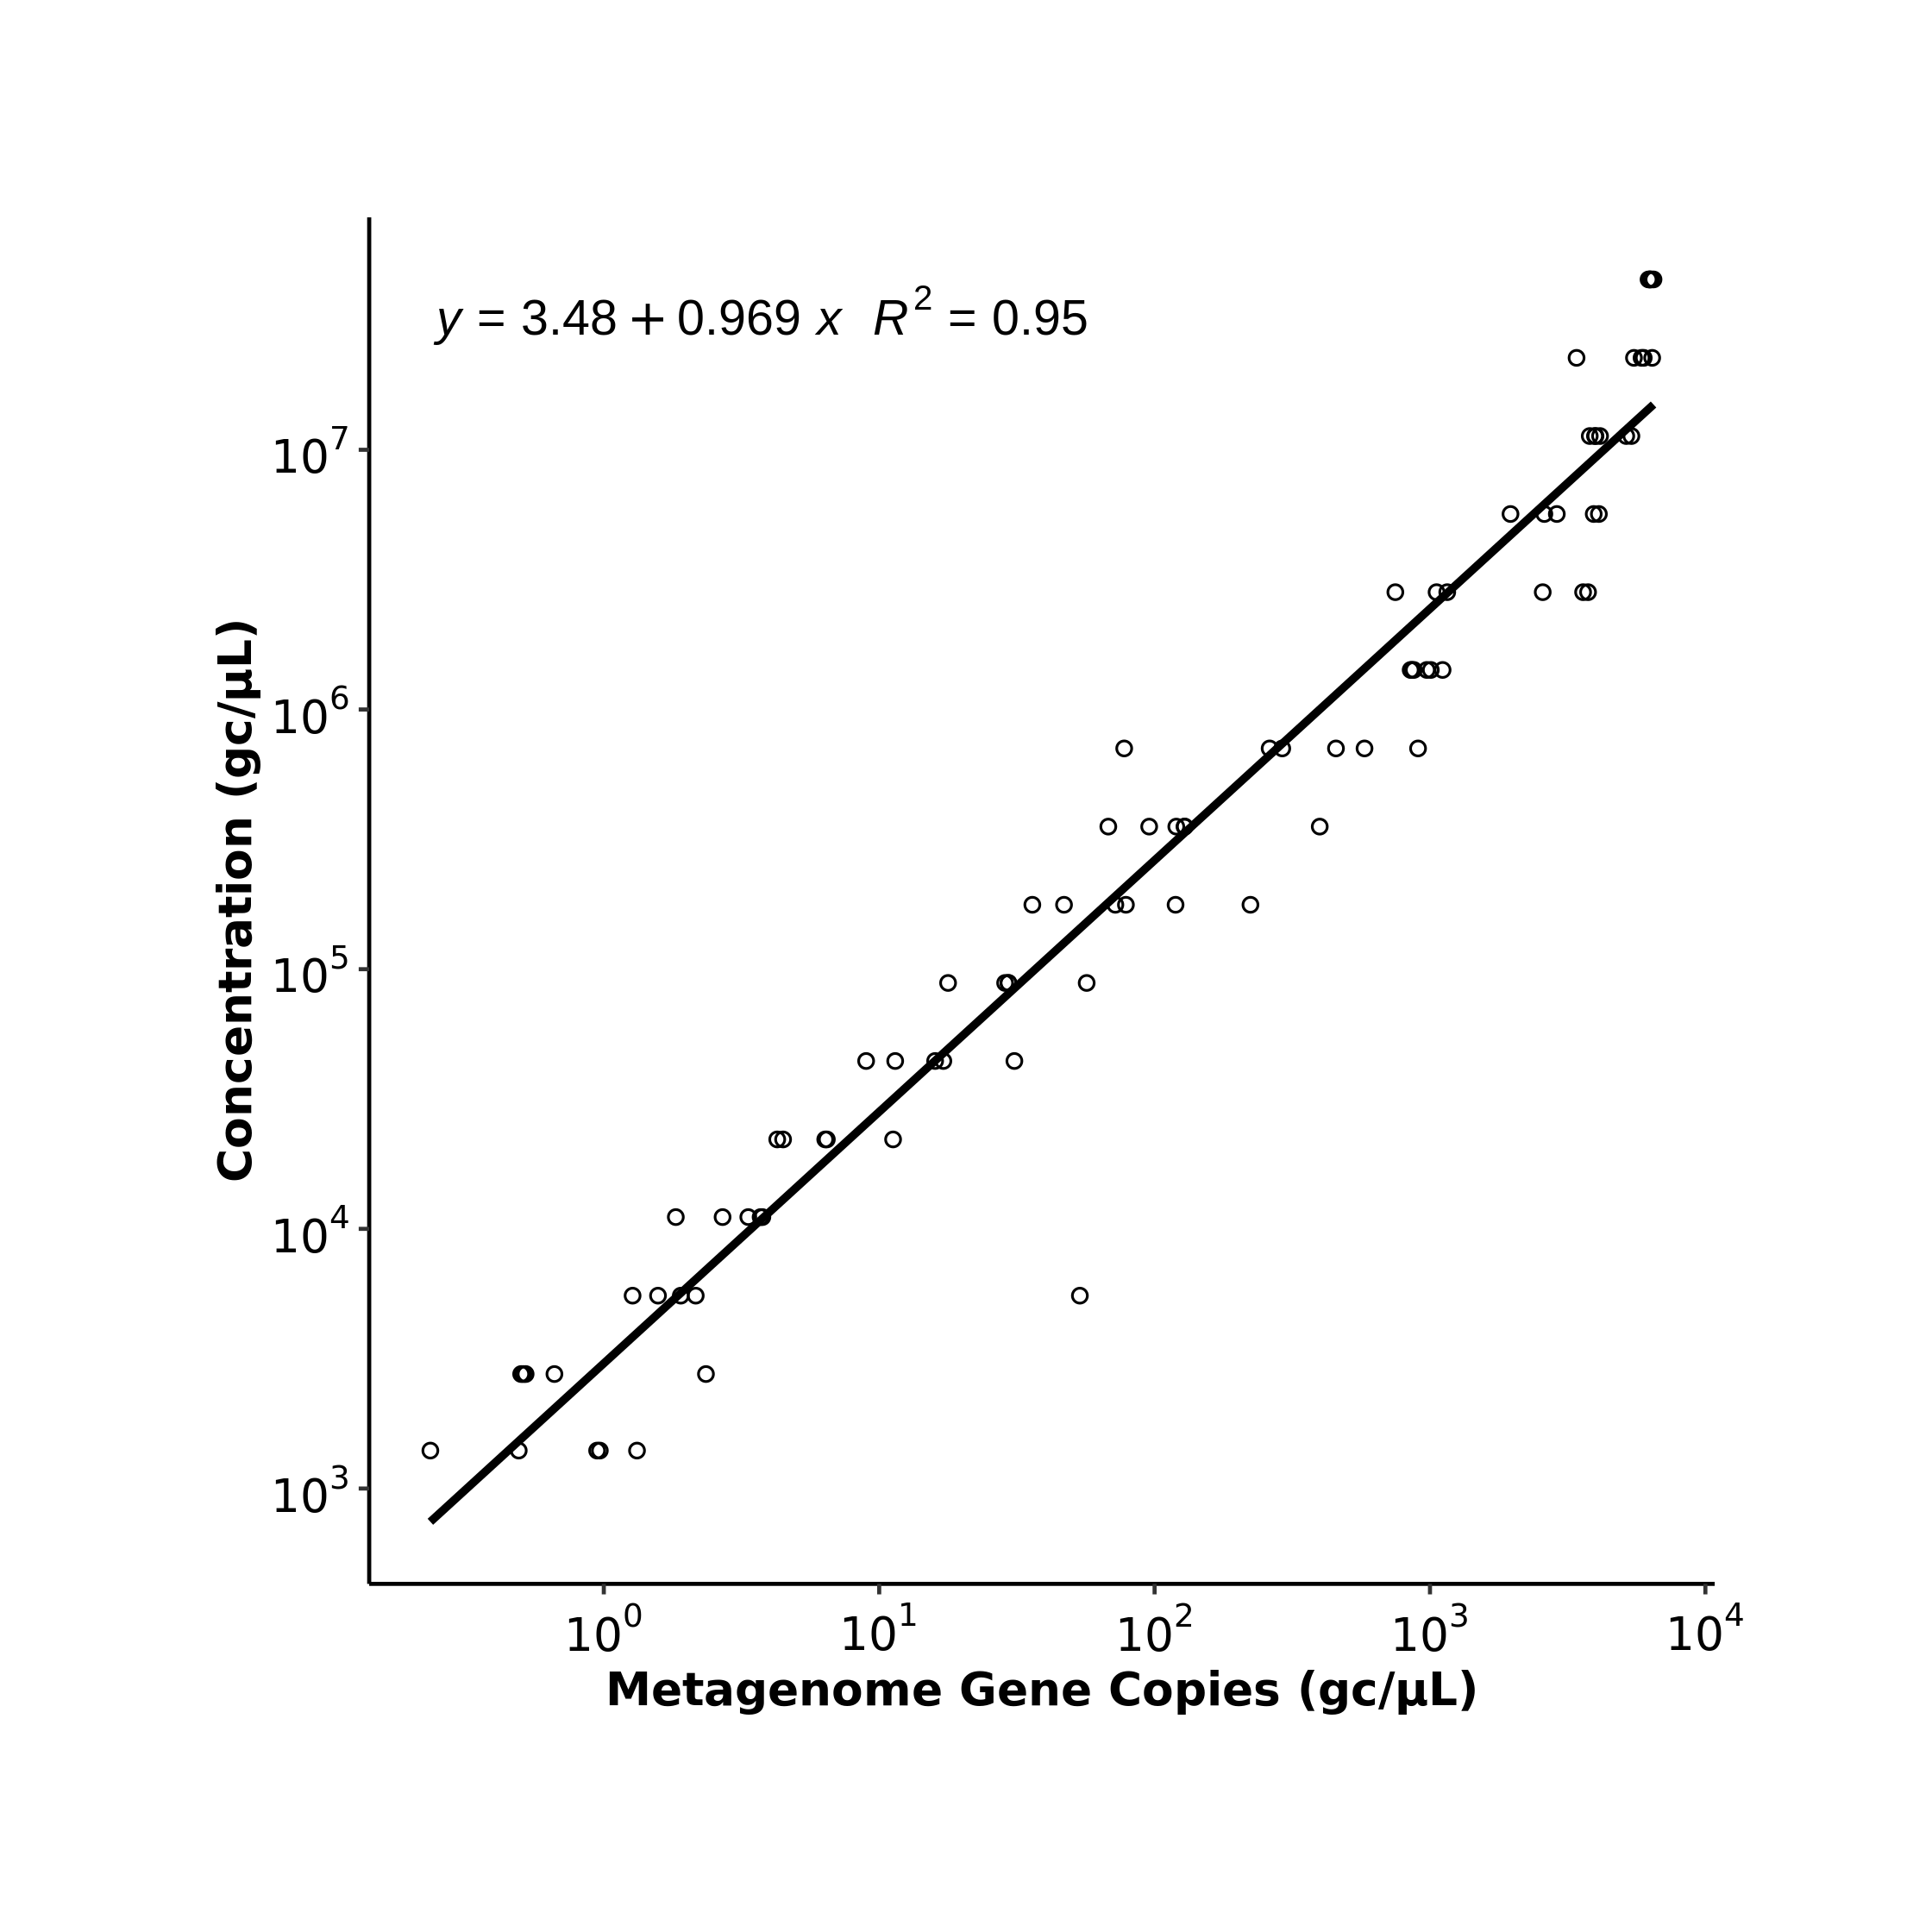 y = 3.48 + 0.969 x  R² = 0.95
10⁷
10⁶
10⁵
10⁴
10³
Concentration (gc/µL)
10⁰ 10¹ 10² 10³ 10⁴
Metagenome Gene Copies (gc/µL)